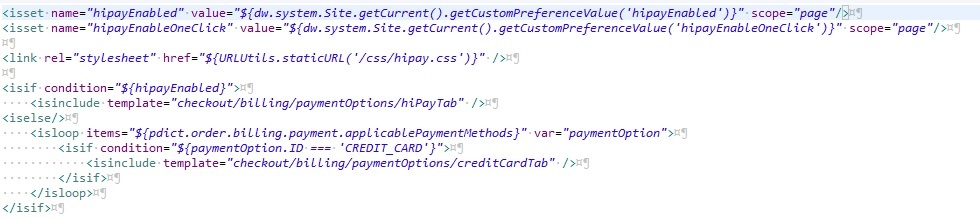 <isset name="hipayEnabled" value="${dw.system.Site.getCurrent().getCustomPreferenceValue('hipayEnabled')}" scope="page"/>¤¶
<isset name="hipayEnableOneClick" value="${dw.system.Site.getCurrent().getCustomPreferenceValue('hipayEnableOneClick')}" scope="page"/>¤¶
¤¶
<link rel="stylesheet" href="${URLUtils.staticURL('/css/hipay.css')}" />¤¶
¤¶
<isif condition="${hipayEnabled}">¤¶
····<isinclude template="checkout/billing/paymentOptions/hiPayTab" />¤¶
<iselse/>¤¶
····<isloop items="${pdict.order.billing.payment.applicablePaymentMethods}" var="paymentOption">¤¶
········<isif condition="${paymentOption.ID === 'CREDIT_CARD'}">¤¶
············<isinclude template="checkout/billing/paymentOptions/creditCardTab" />¤¶
········</isif>¤¶
····</isloop>¤¶
</isif>¤¶